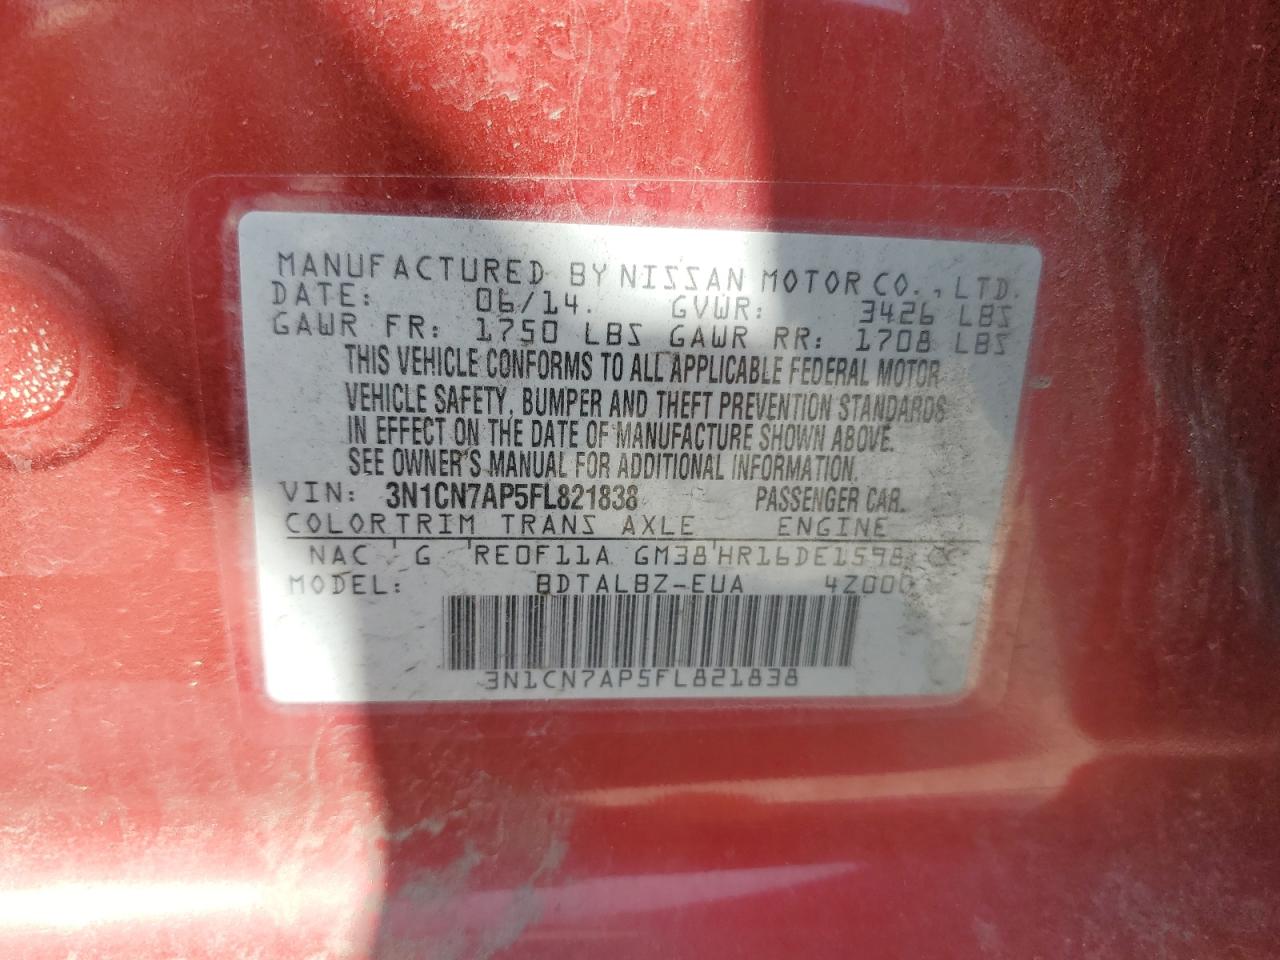 MANUFACTURED BY NISSAN MOTOR CO., LTD.
DATE: 06/14. GVWR: 3426 LBS
GAWR FR: 1750 LBS GAWR RR: 1708 LBS
THIS VEHICLE CONFORMS TO ALL APPLICABLE FEDERAL MOTOR
VEHICLE SAFETY, BUMPER AND THEFT PREVENTION STANDARDS
IN EFFECT ON THE DATE OF MANUFACTURE SHOWN ABOVE.
SEE OWNER'S MANUAL FOR ADDITIONAL INFORMATION.
VIN: 3N1CN7AP5FL821838 PASSENGER CAR.
COLOR TRIM TRANS AXLE ENGINE
NAC G RE0F11A GM38 HR16DE1598 CC
MODEL: BDTALBZ-EUA 4Z000
3N1CN7AP5FL821838